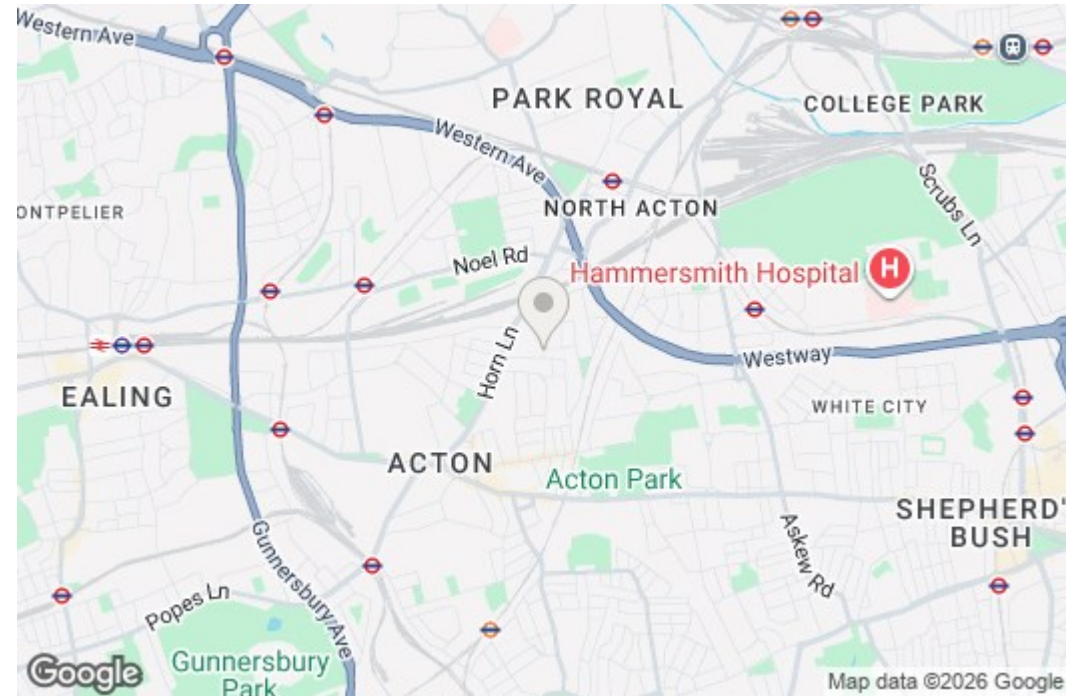 Western Ave
PARK ROYAL
COLLEGE PARK
Western Ave
Scrubs Ln
ONTPELIER
NORTH ACTON
Noel Rd
Hammersmith Hospital
H
Horn Ln
Westway
EALING
WHITE CITY
ACTON
Acton Park
SHEPHERD'
BUSH
Askew Rd
Gunnersbury Ave
Popes Ln
Gunnersbury
Park
Google
Map data ©2026 Google